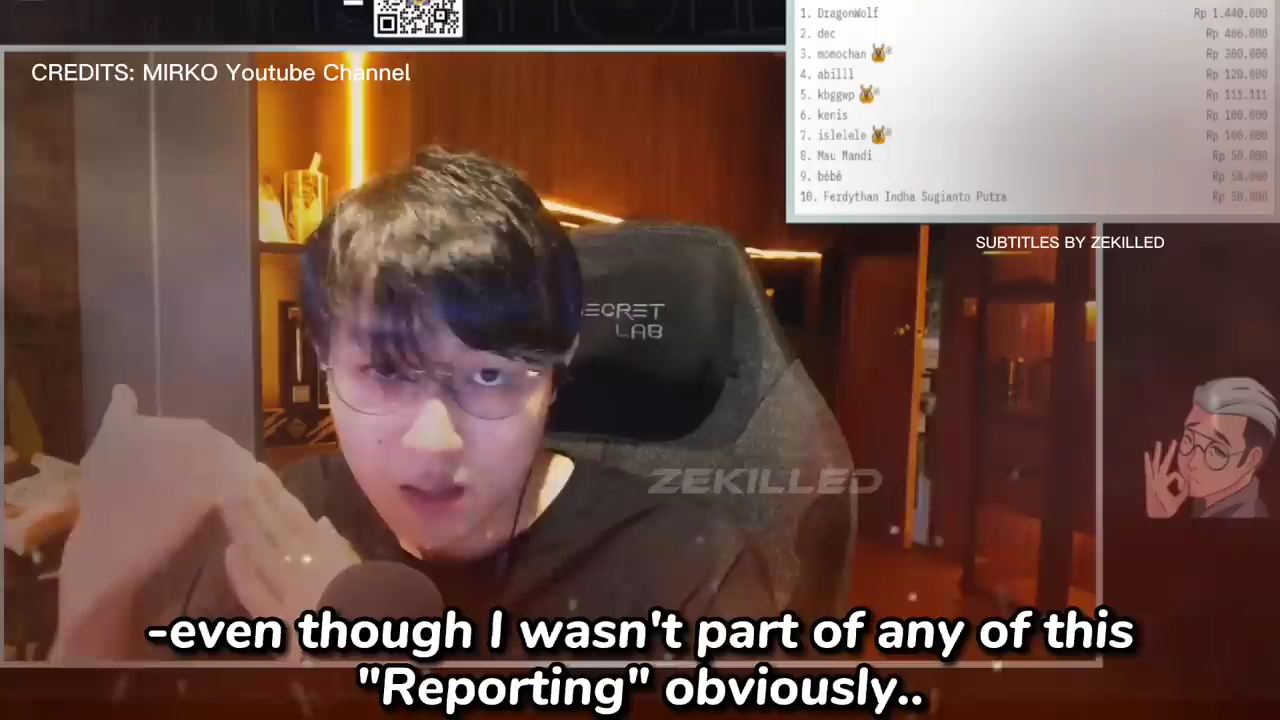 1. DragonWolf Rp 1.440.600
2. dec Rp 406.000
3. momochan Rp 300.000
4. abilll Rp 120.000
5. kbggwp Rp 111.111
6. kenis Rp 100.000
7. islelele Rp 100.000
8. Mau Mandi Rp 50.000
9. bébé Rp 50.000
10. Ferdythan Indha Sugianto Putra Rp 50.000
CREDITS: MIRKO Youtube Channel
SUBTITLES BY ZEKILLED
ECRET
LAB
ZEKILLED
-even though I wasn't part of any of this
"Reporting" obviously..